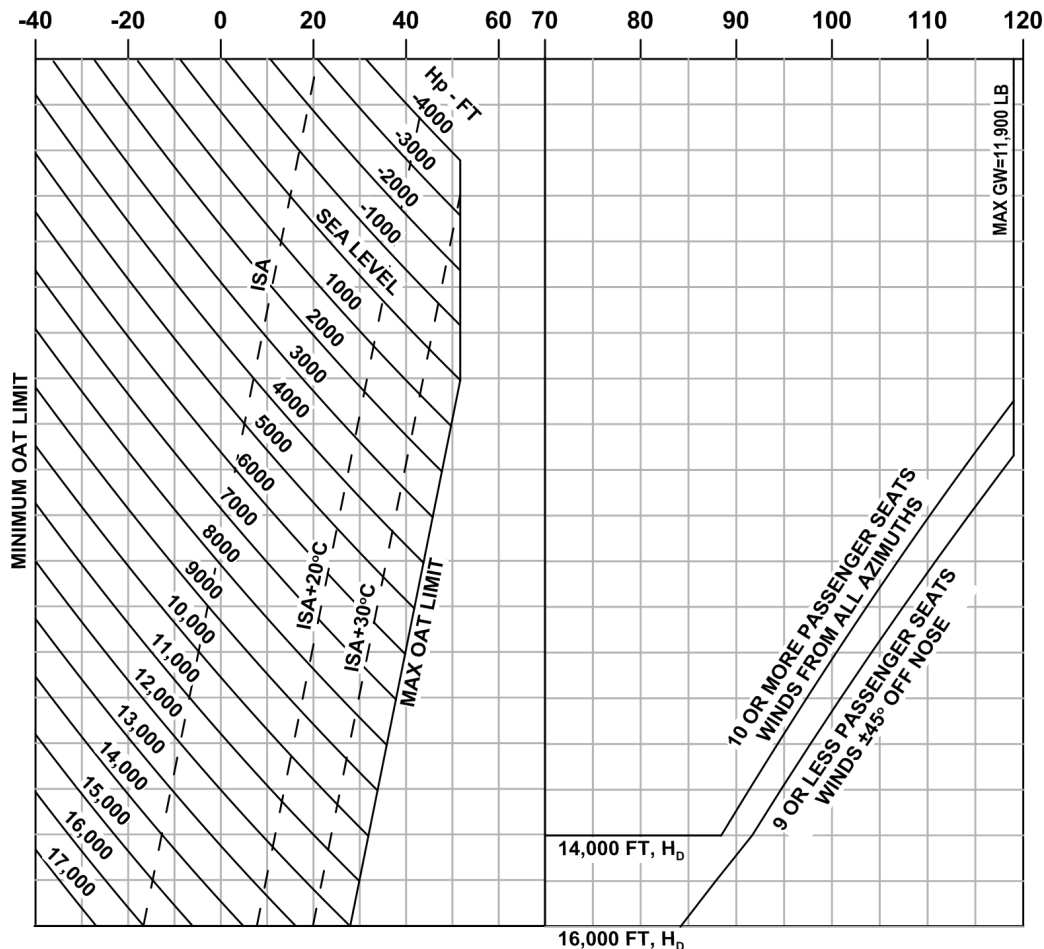 -40 -20 0 20 40 60 70 80 90 100 110 120
Hp - FT
-4000
-3000
-2000
-1000
SEA LEVEL
1000
2000
3000
4000
5000
6000
7000
8000
9000
10,000
11,000
12,000
13,000
14,000
15,000
16,000
17,000
ISA
ISA+20°C
ISA+30°C
MINIMUM OAT LIMIT
MAX OAT LIMIT
MAX GW=11,900 LB
10 OR MORE PASSENGER SEATS
WINDS FROM ALL AZIMUTHS
9 OR LESS PASSENGER SEATS
WINDS ±45° OFF NOSE
14,000 FT, H_D
16,000 FT, H_D